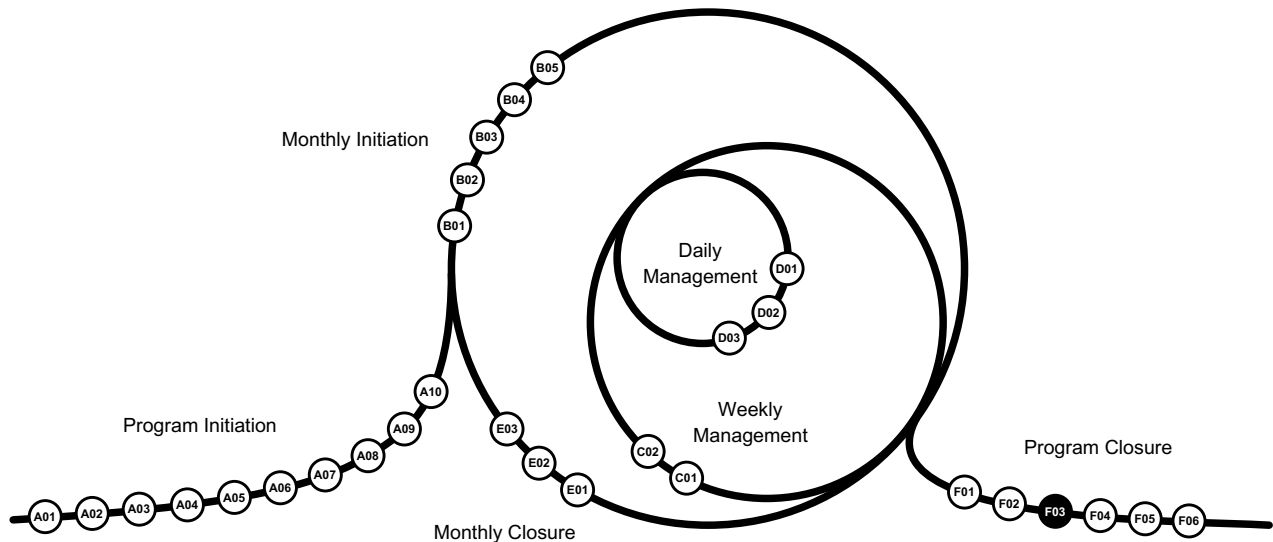 B05
B04
Monthly Initiation
B03
B02
B01
Daily
Management
D01
D02
D03
A10
Program Initiation
A09
A08
A07
A06
A05
A04
A03
A02
A01
E03
E02
E01
Monthly Closure
Weekly
Management
C02
C01
Program Closure
F01
F02
F03
F04
F05
F06